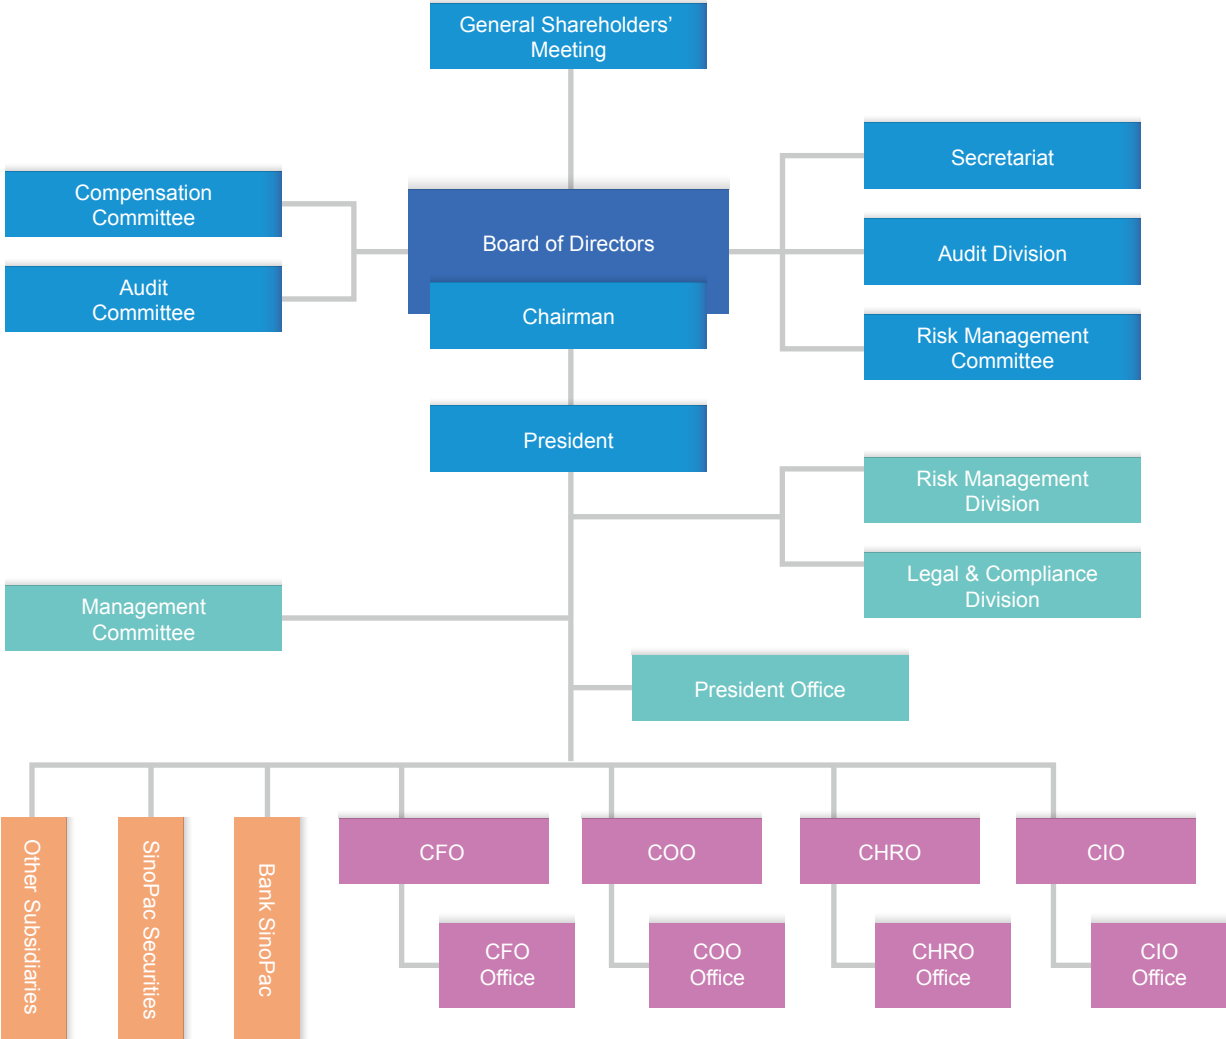 General Shareholders’
Meeting
Secretariat
Compensation
Committee
Board of Directors
Audit Division
Audit
Committee
Chairman
Risk Management
Committee
President
Risk Management
Division
Legal & Compliance
Division
Management
Committee
President Office
Other Subsidiaries
SinoPac Securities
Bank SinoPac
CFO
COO
CHRO
CIO
CFO
Office
COO
Office
CHRO
Office
CIO
Office